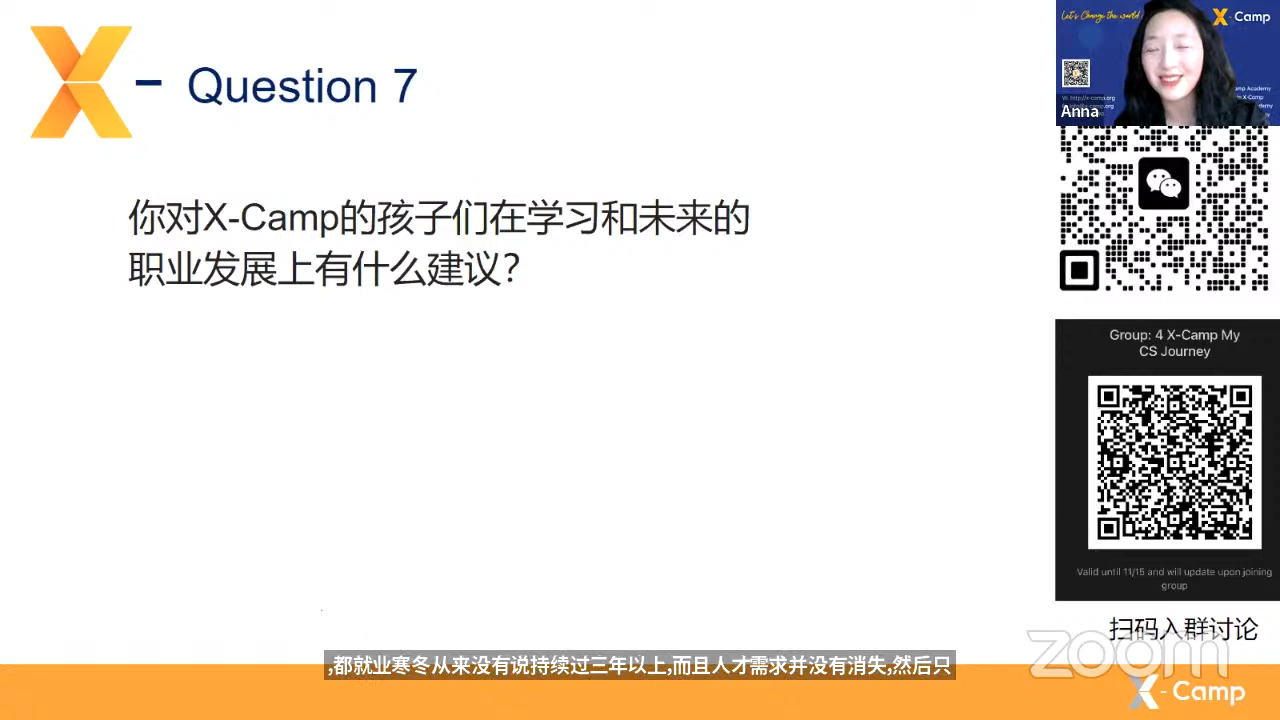 X - Question 7
你对X-Camp的孩子们在学习和未来的
职业发展上有什么建议?
Let's Change the world
X - Camp
Anna
Group: 4 X-Camp My
CS Journey
Valid until 11/15 and will update upon joining
group
扫码入群讨论
zoom
,都就业寒冬从来没有说持续过三年以上,而且人才需求并没有消失,然后只
X - Camp